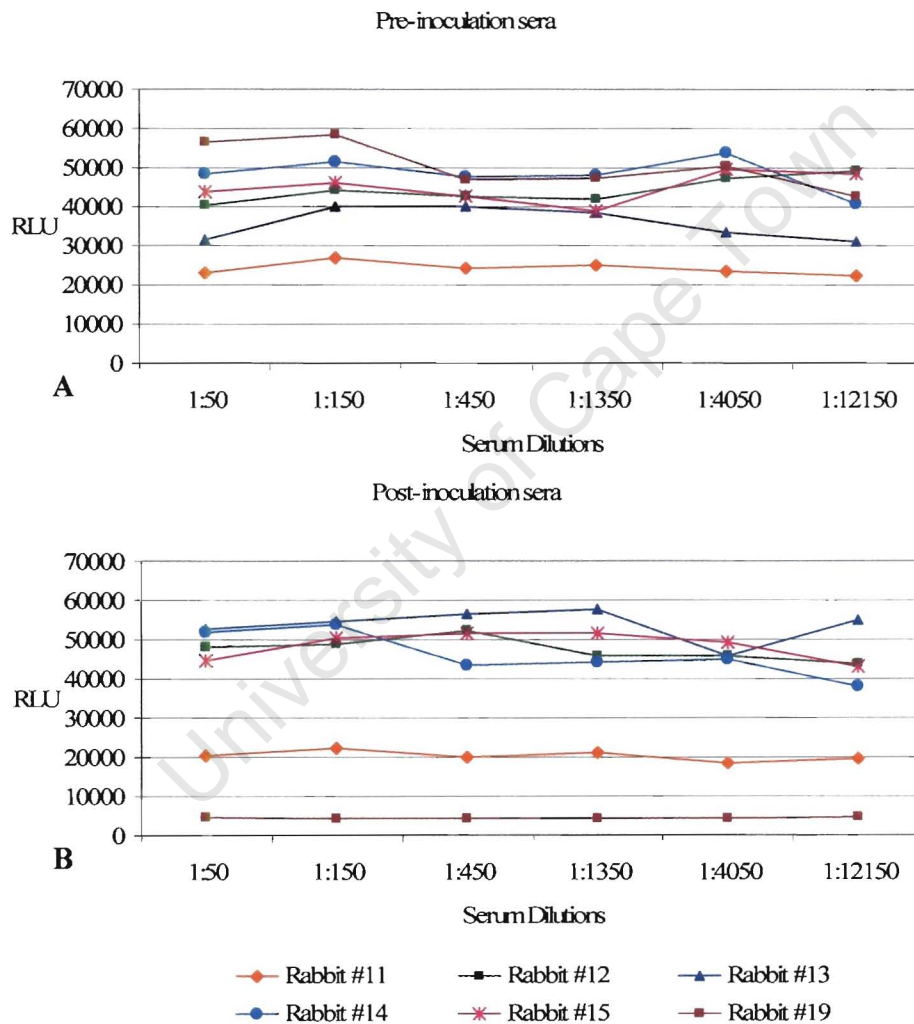 Pre-inoculation sera
70000
60000
50000
40000
RLU
30000
20000
10000
0
A
1:50 1:150 1:450 1:1350 1:4050 1:12150
Serum Dilutions
Post-inoculation sera
70000
60000
50000
40000
RLU
30000
20000
10000
0
B
1:50 1:150 1:450 1:1350 1:4050 1:12150
Serum Dilutions
Rabbit #11 Rabbit #12 Rabbit #13
Rabbit #14 Rabbit #15 Rabbit #19
University of Cape Town